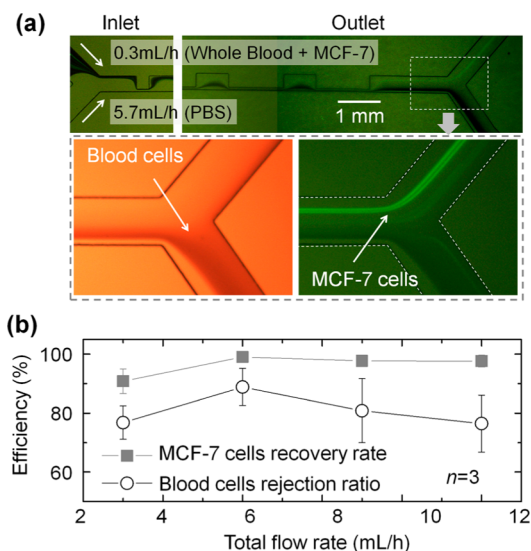 (a)
Inlet
Outlet
0.3mL/h (Whole Blood + MCF-7)
5.7mL/h (PBS)
1 mm
Blood cells
MCF-7 cells
(b)
Efficiency (%)
100
80
60
MCF-7 cells recovery rate
Blood cells rejection ratio
n=3
2
4
6
8
10
12
Total flow rate (mL/h)